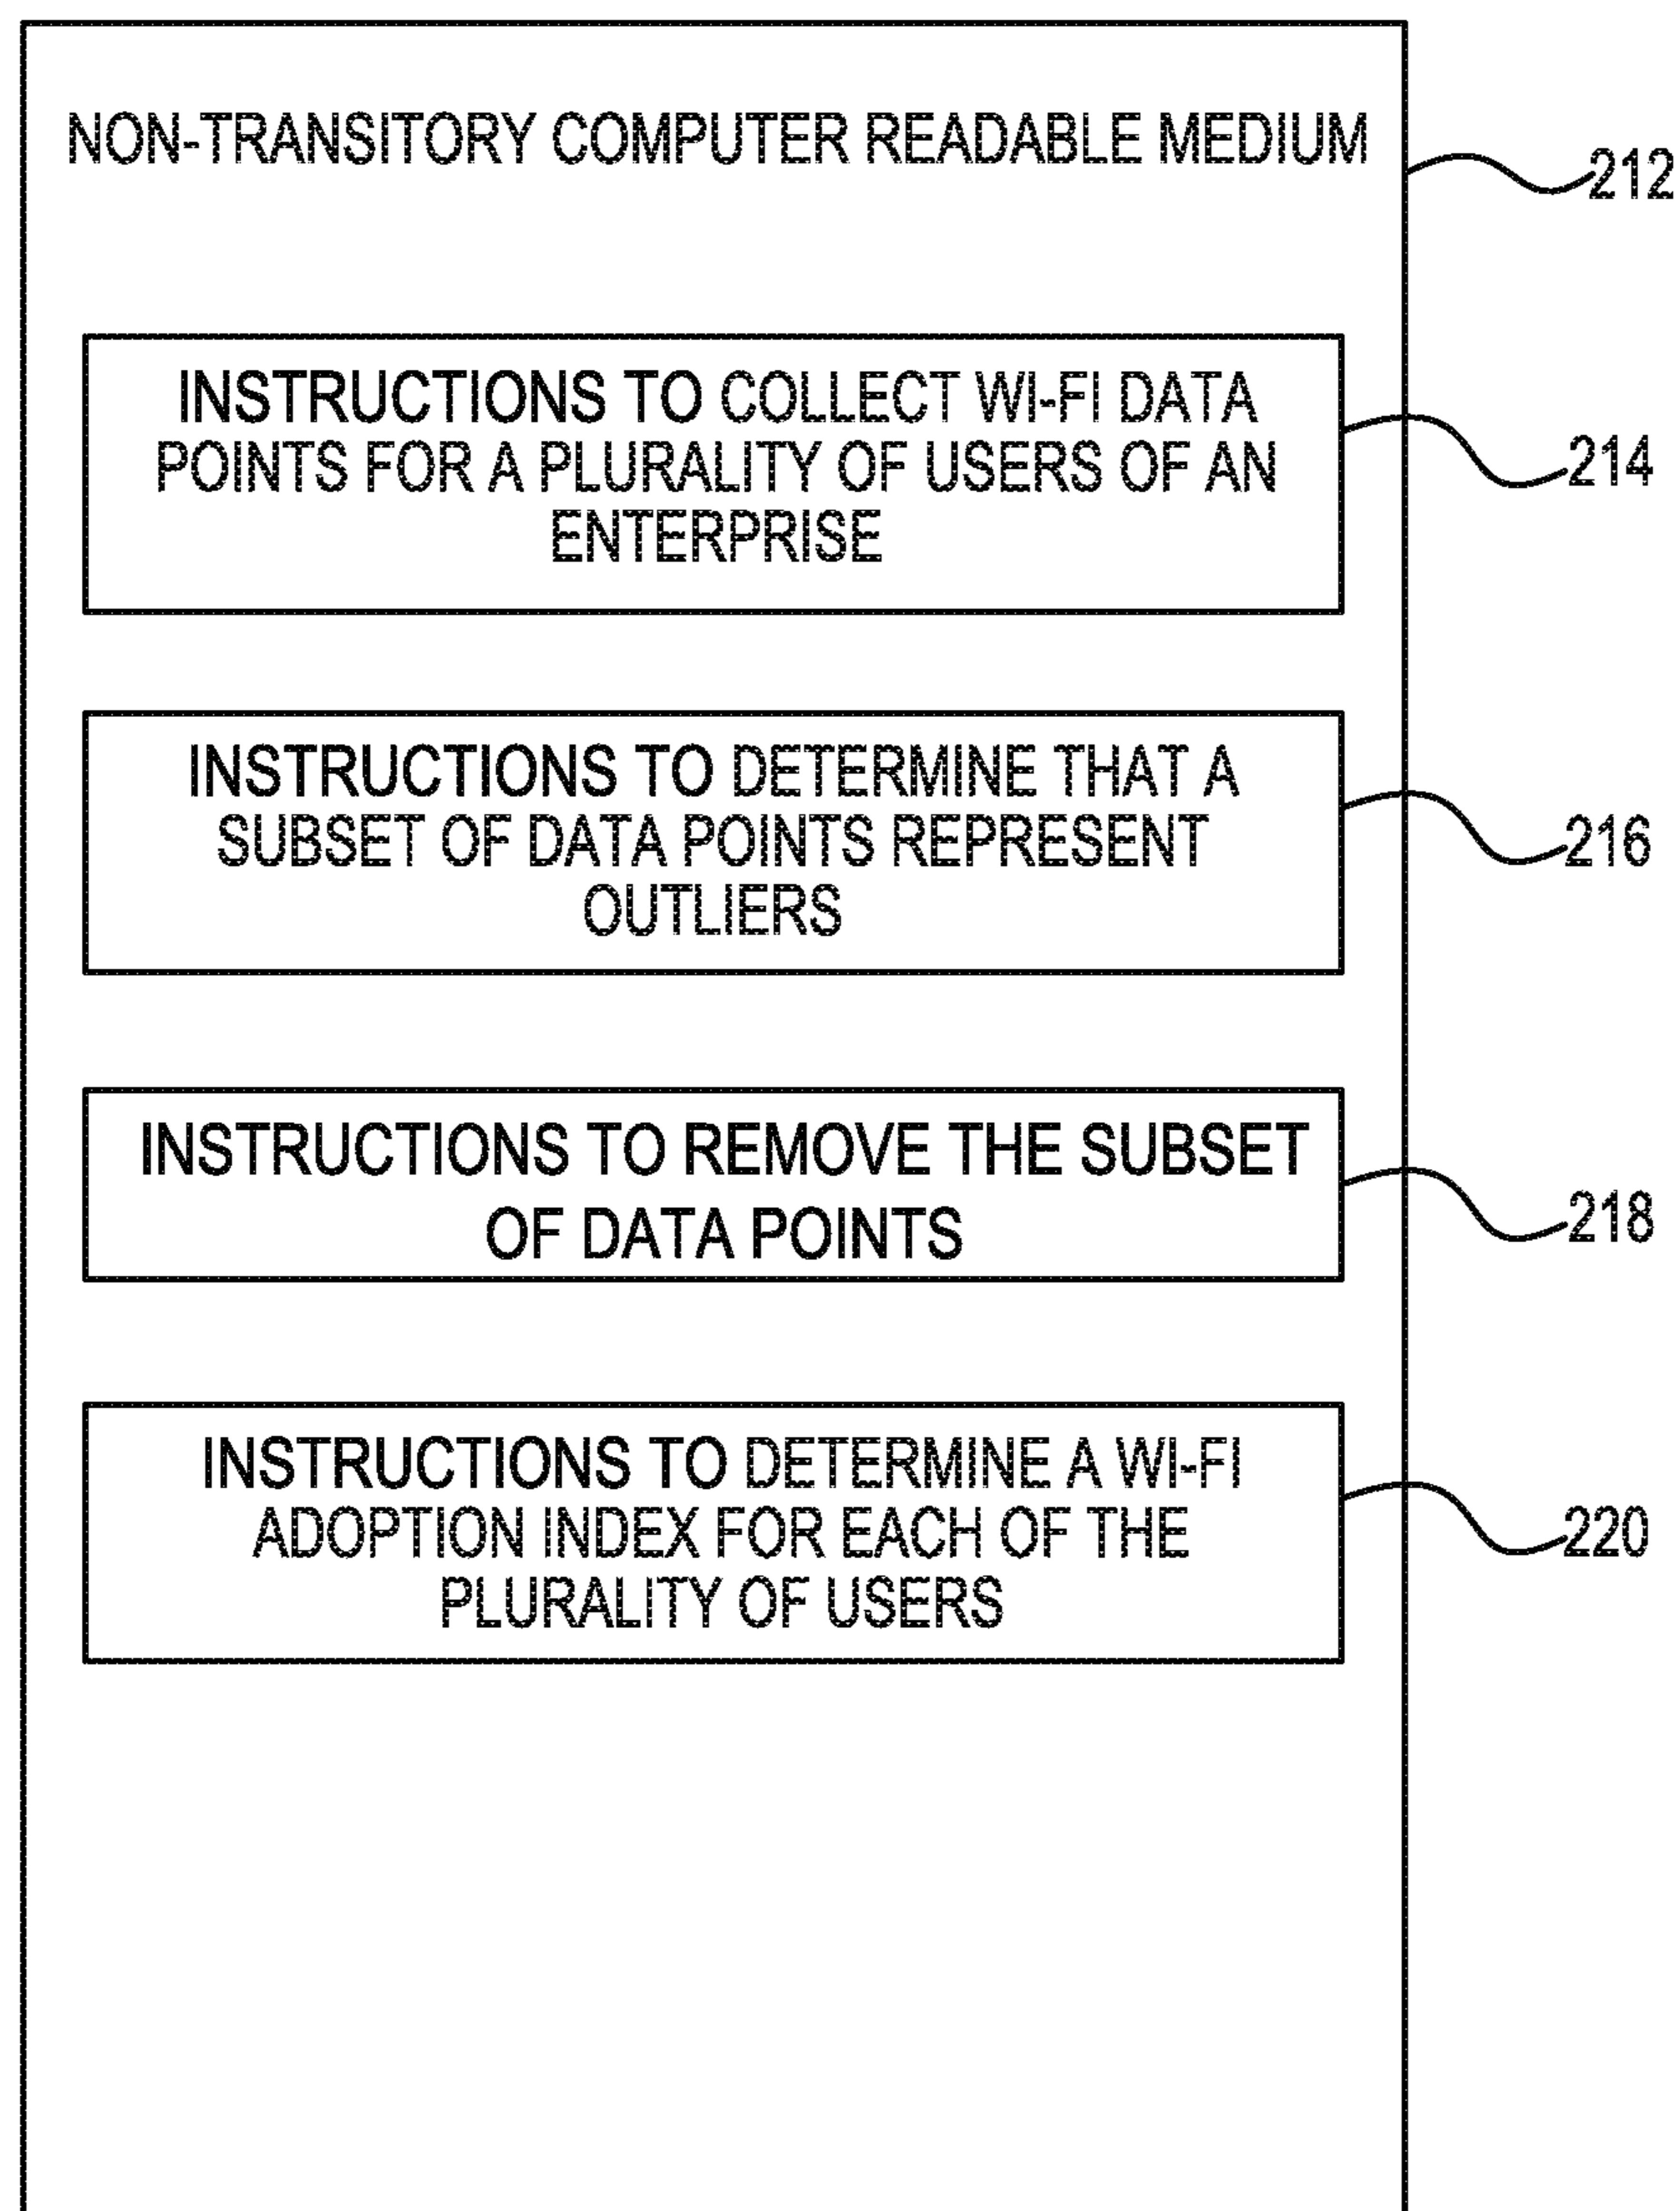 NON-TRANSITORY COMPUTER READABLE MEDIUM
212
INSTRUCTIONS TO COLLECT WI-FI DATA
POINTS FOR A PLURALITY OF USERS OF AN
ENTERPRISE
214
INSTRUCTIONS TO DETERMINE THAT A
SUBSET OF DATA POINTS REPRESENT
OUTLIERS
216
INSTRUCTIONS TO REMOVE THE SUBSET
OF DATA POINTS
218
INSTRUCTIONS TO DETERMINE A WI-FI
ADOPTION INDEX FOR EACH OF THE
PLURALITY OF USERS
220